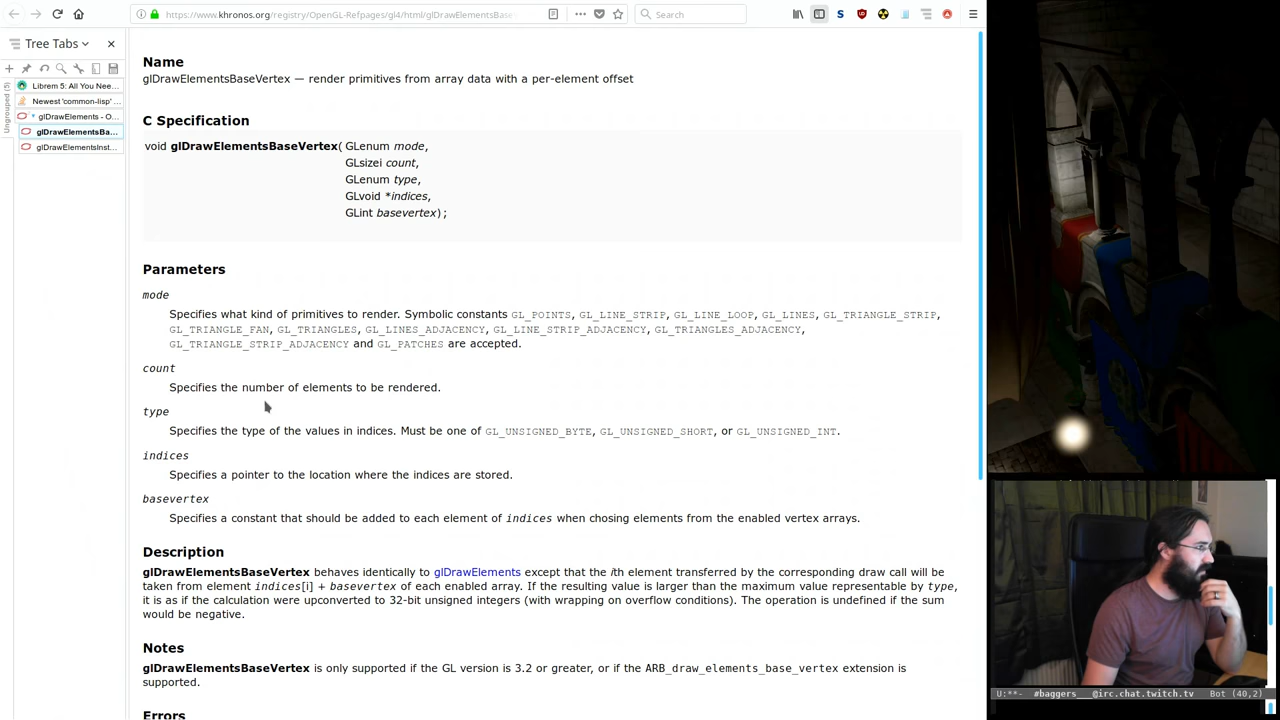 https://www.khronos.org/registry/OpenGL-Refpages/gl4/html/glDrawElementsBase
Search
Tree Tabs
Ungrouped (5)
Librem 5: All You Nee...
Newest 'common-lisp' ...
glDrawElements - O...
glDrawElementsBa...
glDrawElementsInst...
Name
glDrawElementsBaseVertex — render primitives from array data with a per-element offset
C Specification
void glDrawElementsBaseVertex( GLenum mode,
GLsizei count,
GLenum type,
GLvoid *indices,
GLint basevertex);
Parameters
mode
Specifies what kind of primitives to render. Symbolic constants GL_POINTS, GL_LINE_STRIP, GL_LINE_LOOP, GL_LINES, GL_TRIANGLE_STRIP,
GL_TRIANGLE_FAN, GL_TRIANGLES, GL_LINES_ADJACENCY, GL_LINE_STRIP_ADJACENCY, GL_TRIANGLES_ADJACENCY,
GL_TRIANGLE_STRIP_ADJACENCY and GL_PATCHES are accepted.
count
Specifies the number of elements to be rendered.
type
Specifies the type of the values in indices. Must be one of GL_UNSIGNED_BYTE, GL_UNSIGNED_SHORT, or GL_UNSIGNED_INT.
indices
Specifies a pointer to the location where the indices are stored.
basevertex
Specifies a constant that should be added to each element of indices when chosing elements from the enabled vertex arrays.
Description
glDrawElementsBaseVertex behaves identically to glDrawElements except that the ith element transferred by the corresponding draw call will be
taken from element indices[i] + basevertex of each enabled array. If the resulting value is larger than the maximum value representable by type,
it is as if the calculation were upconverted to 32-bit unsigned integers (with wrapping on overflow conditions). The operation is undefined if the sum
would be negative.
Notes
glDrawElementsBaseVertex is only supported if the GL version is 3.2 or greater, or if the ARB_draw_elements_base_vertex extension is
supported.
Errors
U:**- #baggers___@irc.chat.twitch.tv Bot (40,2)